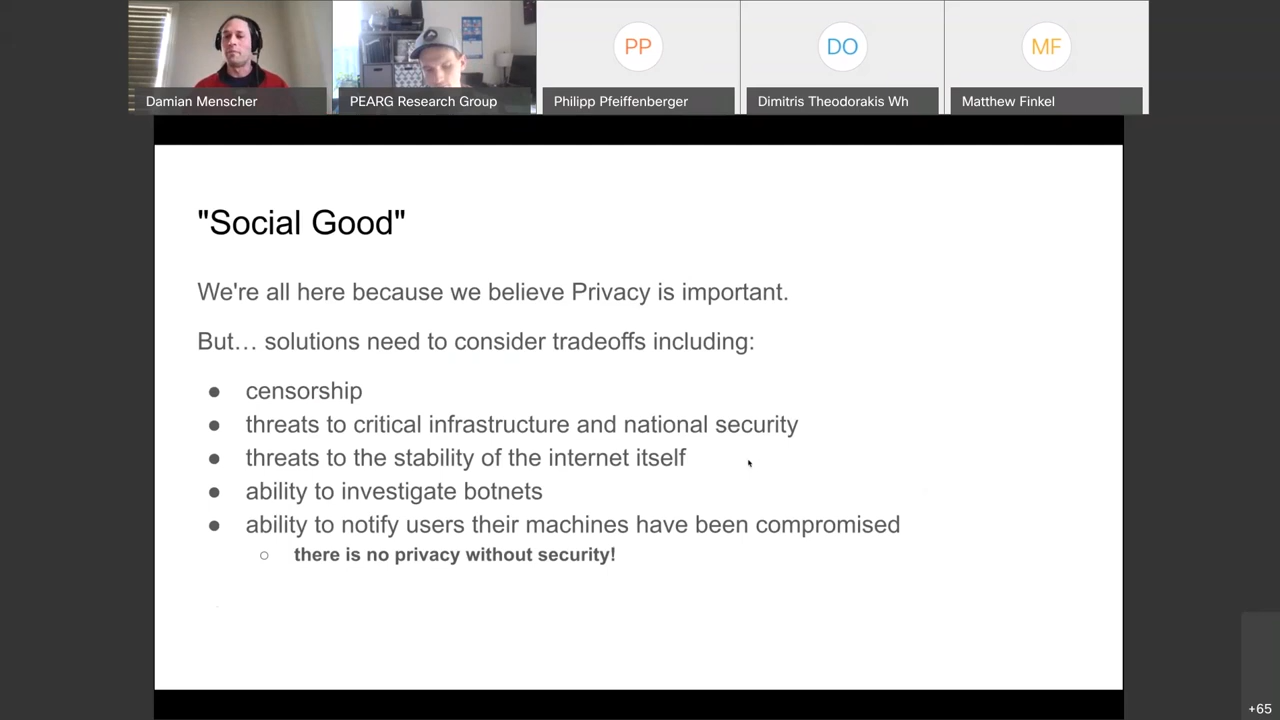 PP
DO
MF
Damian Menscher
PEARG Research Group
Philipp Pfeiffenberger
Dimitris Theodorakis Wh
Matthew Finkel
"Social Good"
We're all here because we believe Privacy is important.
But… solutions need to consider tradeoffs including:
● censorship
● threats to critical infrastructure and national security
● threats to the stability of the internet itself
● ability to investigate botnets
● ability to notify users their machines have been compromised
○ there is no privacy without security!
+65